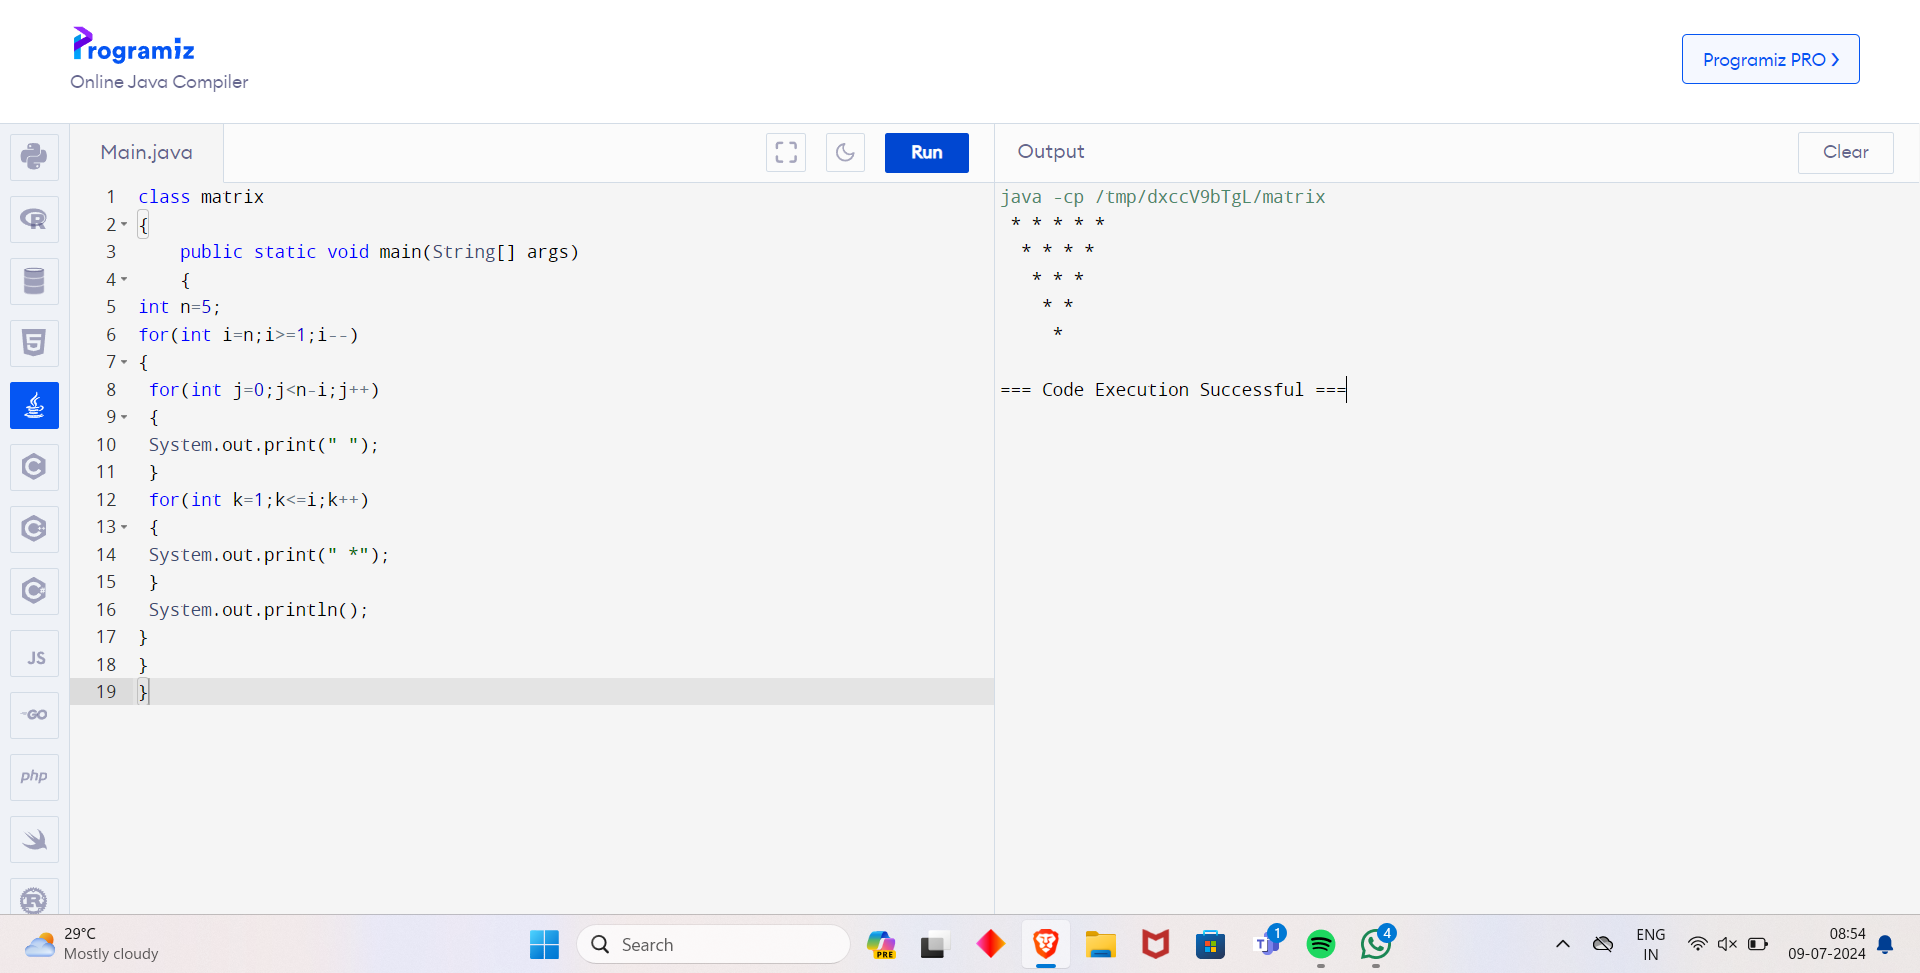 Programiz
Online Java Compiler
Programiz PRO ❯
Main.java
Run
Output
Clear
1 class matrix
2 {
3     public static void main(String[] args)
4     {
5 int n=5;
6 for(int i=n;i>=1;i--)
7 {
8  for(int j=0;j<n-i;j++)
9  {
10  System.out.print(" ");
11  }
12  for(int k=1;k<=i;k++)
13  {
14  System.out.print(" *");
15  }
16  System.out.println();
17 }
18 }
19 }
java -cp /tmp/dxccV9bTgL/matrix
 * * * * *
  * * * *
   * * *
    * *
     *
=== Code Execution Successful ===
JS
GO
php
29°C
Mostly cloudy
Search
PRE
1
4
ENG
IN
08:54
09-07-2024